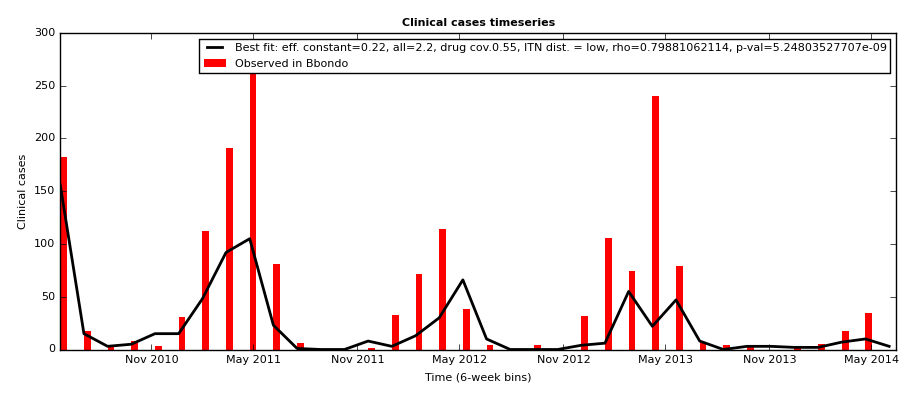 Clinical cases timeseries
Best fit: eff. constant=0.22, all=2.2, drug cov.0.55, ITN dist. = low, rho=0.79881062114, p-val=5.24803527707e-09
Observed in Bbondo
300
250
200
150
100
50
0
Clinical cases
Nov 2010 May 2011 Nov 2011 May 2012 Nov 2012 May 2013 Nov 2013 May 2014
Time (6-week bins)